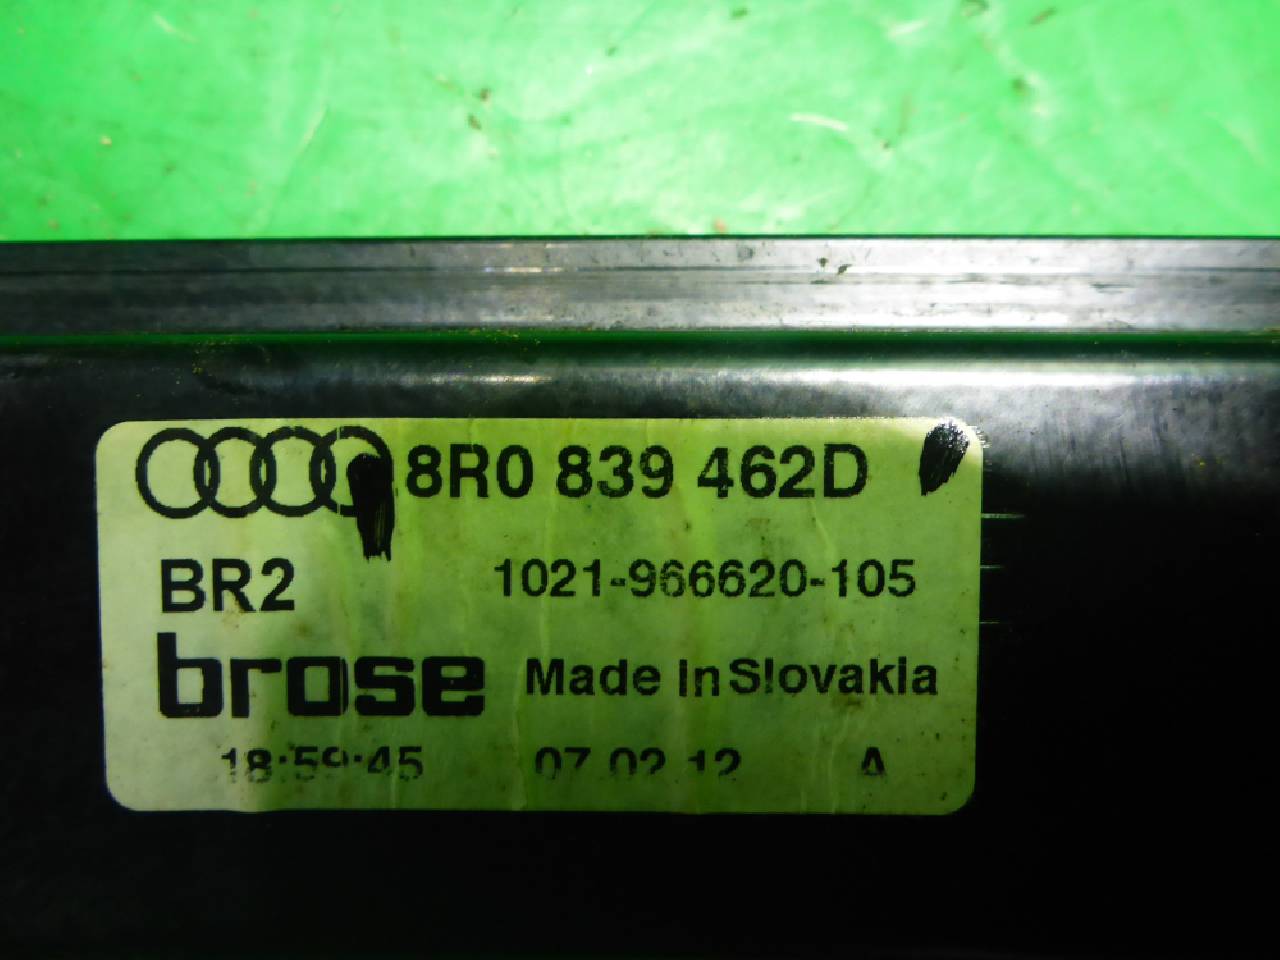 8R0 839 462D
BR2 1021-966620-105
brose Made in Slovakia
18:59:45 07.02.12 A